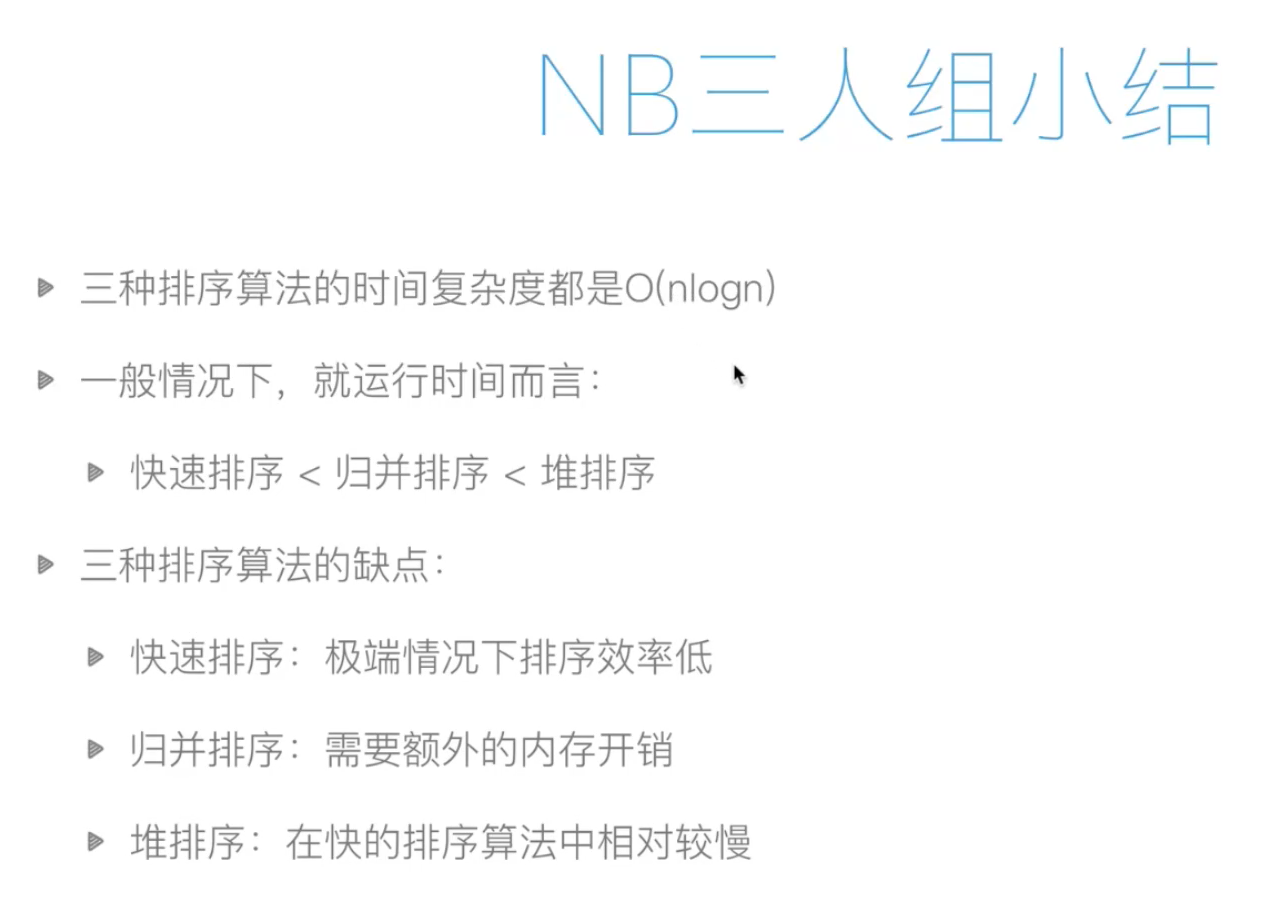 NB三人组小结
三种排序算法的时间复杂度都是O(nlogn)
一般情况下，就运行时间而言：
快速排序 < 归并排序 < 堆排序
三种排序算法的缺点：
快速排序：极端情况下排序效率低
归并排序：需要额外的内存开销
堆排序：在快的排序算法中相对较慢